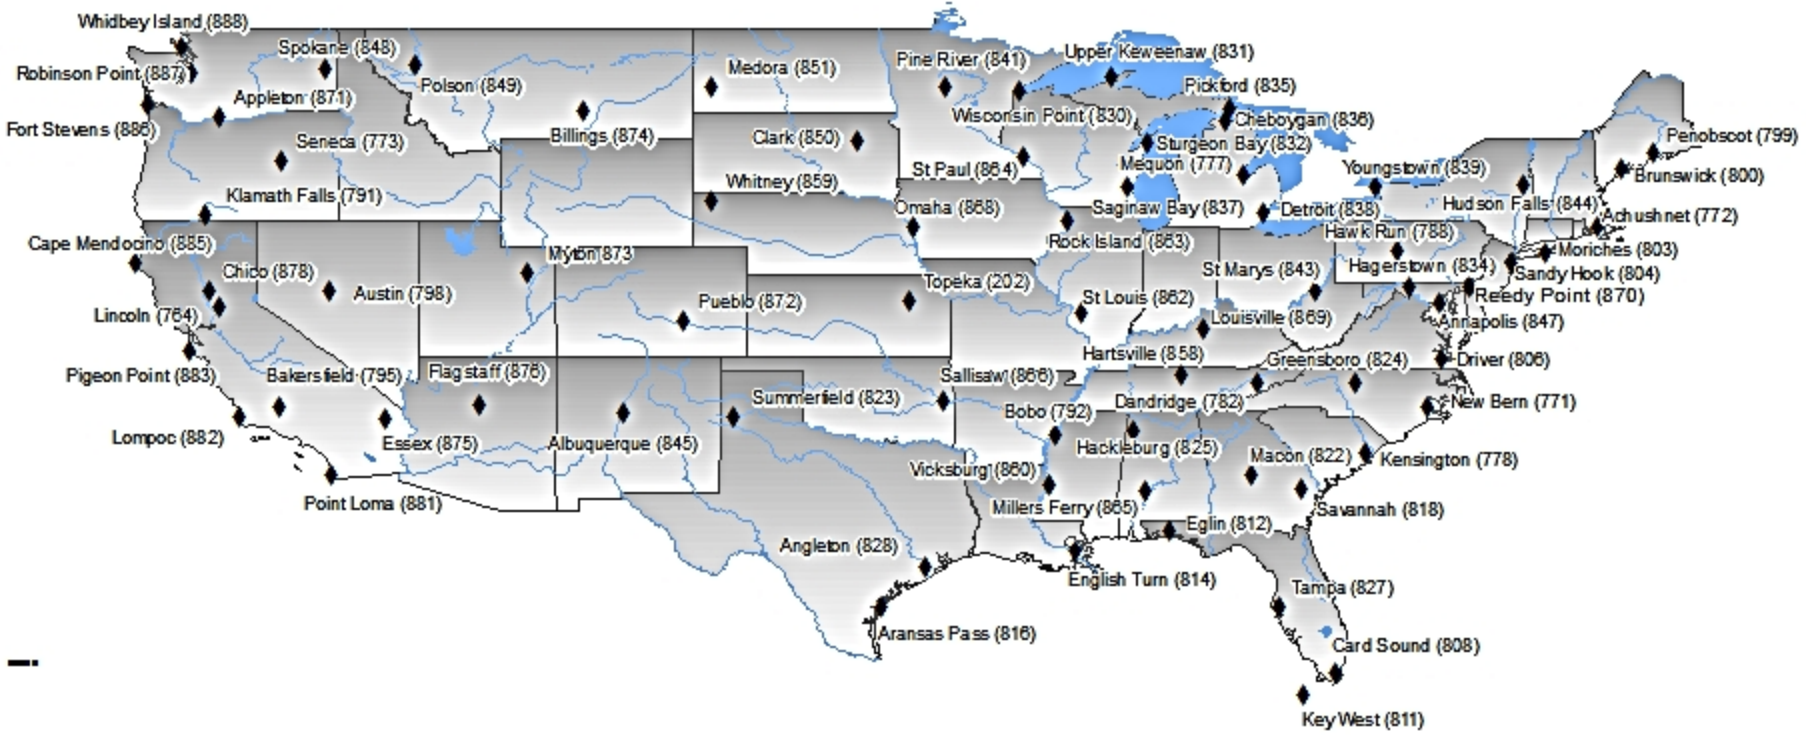 Whidbey Island (888)
Spokane (848)
Upper Keweenaw (831)
Pine River (841)
Medora (851)
Robinson Point (887)
Polson (849)
Pickford (835)
Appleton (871)
Wisconsin Point (830)
Cheboygan (836)
Fort Stevens (886)
Billings (874)
Clark (850)
Penobscot (799)
Seneca (773)
Sturgeon Bay (832)
Mequon (777)
St Paul (864)
Youngstown (839)
Brunswick (800)
Whitney (859)
Klamath Falls (791)
Omaha (868)
Saginaw Bay (837)
Detroit (838)
Hudson Falls (844)
Achushnet (772)
Cape Mendocino (885)
Rock Island (863)
Hawk Run (788)
Moriches (803)
Myton 873
Chico (878)
St Marys (843)
Hagerstown (834)
Sandy Hook (804)
Austin (798)
Topeka (202)
Reedy Point (870)
Pueblo (872)
St Louis (862)
Lincoln (764)
Louisville (869)
Annapolis (847)
Hartsville (858)
Greensboro (824)
Driver (806)
Pigeon Point (883)
Bakersfield (795)
Flagstaff (876)
Sallisaw (866)
Summerfield (823)
Bobo (792)
Dandridge (782)
New Bern (771)
Lompoc (882)
Essex (875)
Albuquerque (845)
Hackleburg (825)
Macon (822)
Kensington (778)
Vicksburg (860)
Point Loma (881)
Millers Ferry (865)
Savannah (818)
Eglin (812)
Angleton (828)
English Turn (814)
Tampa (827)
Aransas Pass (816)
Card Sound (808)
Key West (811)